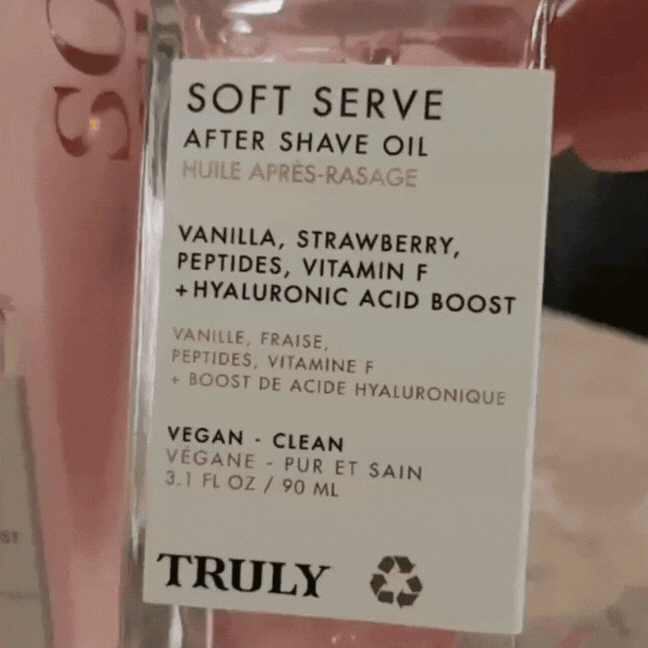 SOFT SERVE
AFTER SHAVE OIL
HUILE APRÈS-RASAGE
VANILLA, STRAWBERRY,
PEPTIDES, VITAMIN F
+HYALURONIC ACID BOOST
VANILLE, FRAISE,
PEPTIDES, VITAMINE F
+ BOOST DE ACIDE HYALURONIQUE
VEGAN - CLEAN
VÉGANE - PUR ET SAIN
3.1 FL OZ / 90 ML
TRULY